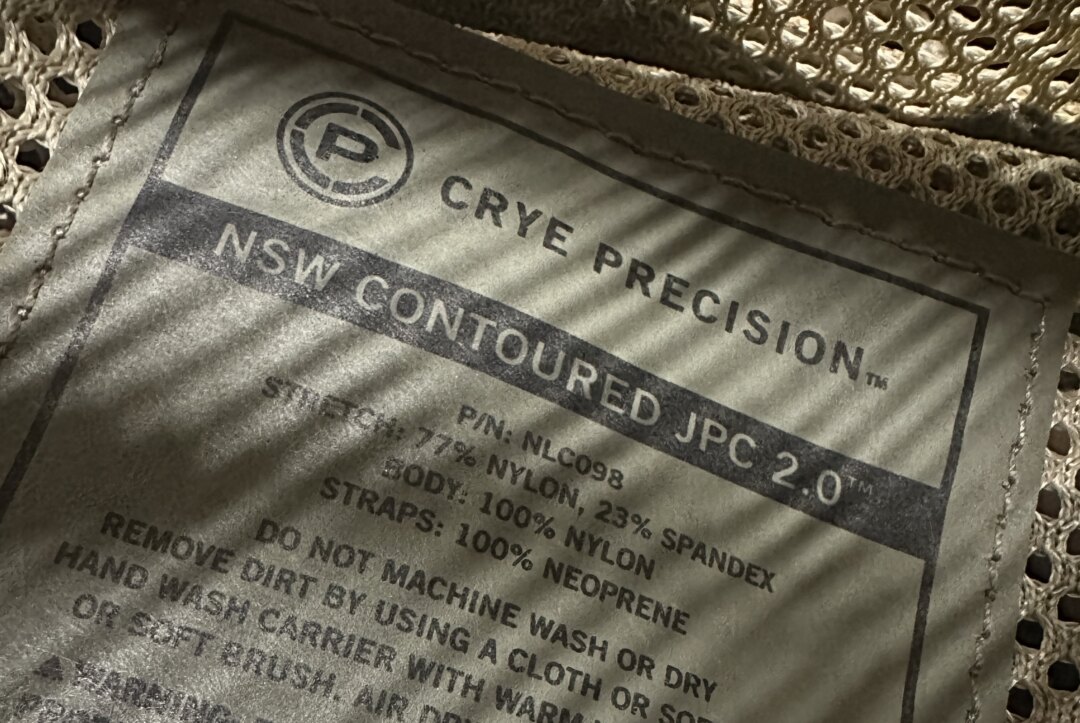 P
CRYE PRECISION™
NSW CONTOURED JPC 2.0™
P/N: NLC098
STRETCH: 77% NYLON, 23% SPANDEX
BODY: 100% NYLON
STRAPS: 100% NEOPRENE
DO NOT MACHINE WASH OR DRY
REMOVE DIRT BY USING A CLOTH OR SOFT
HAND WASH CARRIER WITH WARM
OR SOFT BRUSH. AIR DRY
WARNING: